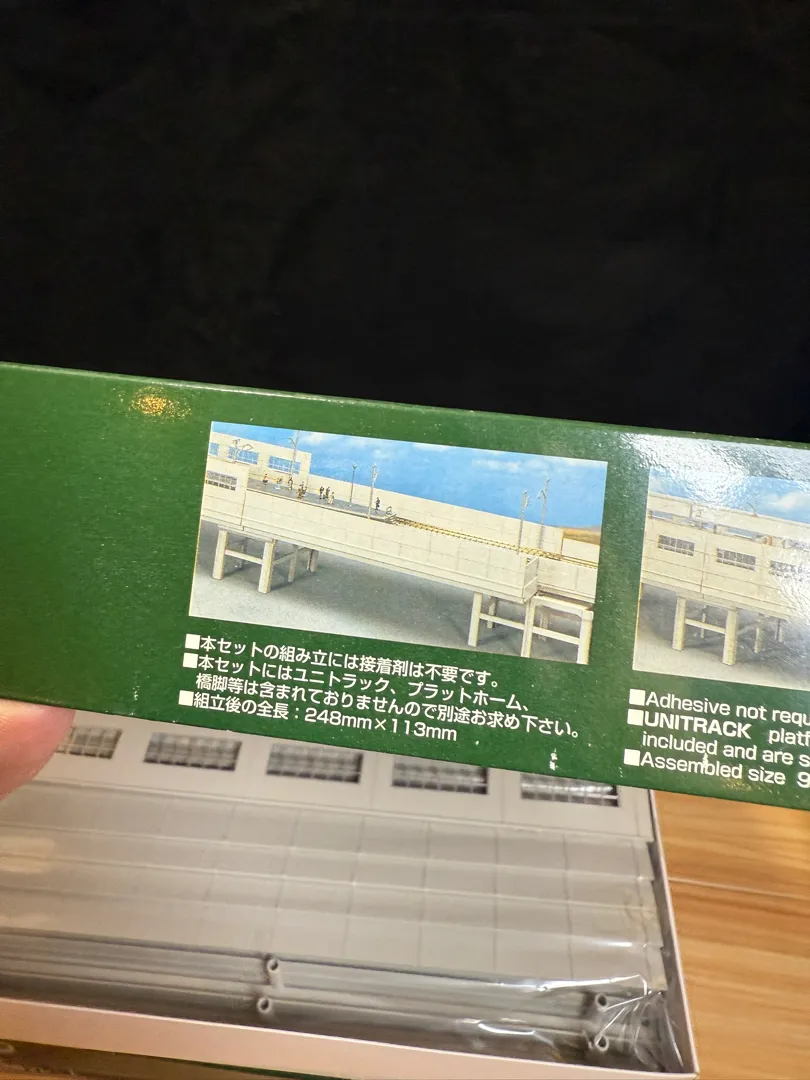 ■本セットの組み立には接着剤は不要です。
■本セットにはユニトラック、プラットホーム、
橋脚等は含まれておりませんので別途お求め下さい。
■組立後の全長：248mm×113mm
■Adhesive not
■UNITRACK
included and are
■Assembled size